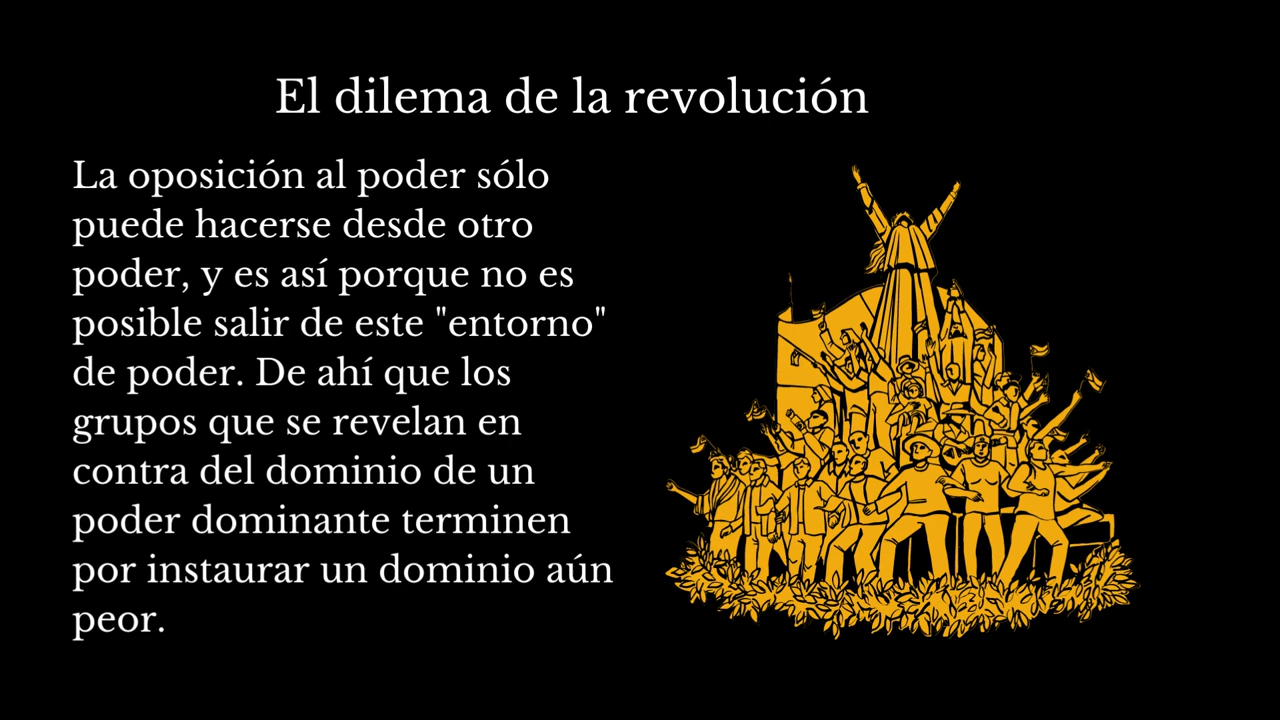 El dilema de la revolución
La oposición al poder sólo
puede hacerse desde otro
poder, y es así porque no es
posible salir de este "entorno"
de poder. De ahí que los
grupos que se revelan en
contra del dominio de un
poder dominante terminen
por instaurar un dominio aún
peor.